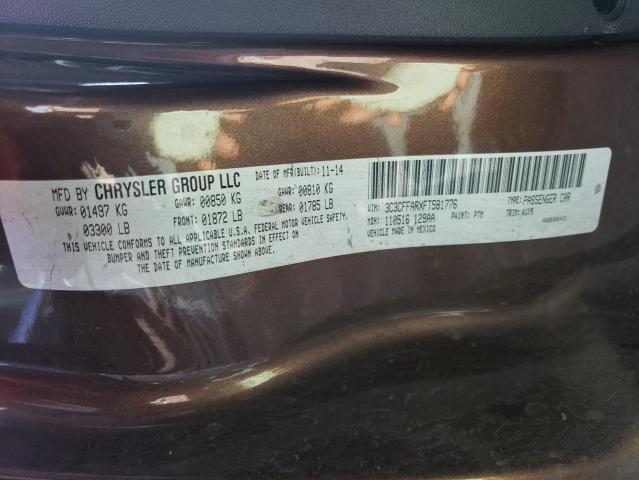 MFD BY CHRYSLER GROUP LLC DATE OF MFR(BUILT): 11-14
GVWR: 01497 KG GAWR: 00850 KG GAWR: 00810 KG
03300 LB FRONT: 01872 LB REAR: 01785 LB
THIS VEHICLE CONFORMS TO ALL APPLICABLE U.S.A. FEDERAL MOTOR VEHICLE SAFETY,
BUMPER AND THEFT PREVENTION STANDARDS IN EFFECT ON
THE DATE OF MANUFACTURE SHOWN ABOVE.
VIN: 3C3CFFARXFT581776 TYPE: PASSENGER CAR
MDH: 110516 129AA PAINT: PTM TRIM:
VEHICLE MADE IN MEXICO